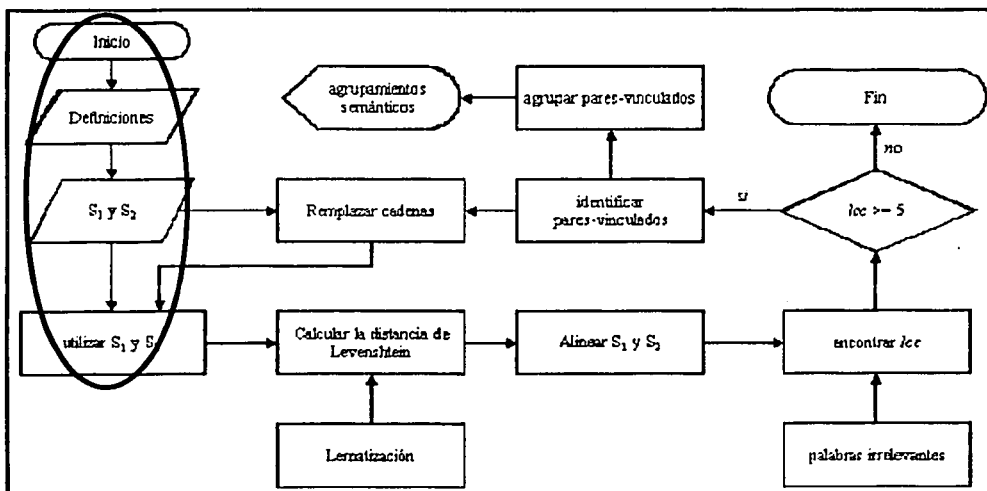 Inicio
Definiciones
S₁ y S₂
utilizar S₁ y S
agrupamientos
semánticos
agrupar pares-vinculados
Remplazar cadenas
identificar
pares-vinculados
si
lcc >= 5
no
Fin
Calcular la distancia de
Levenshtein
Alinear S₁ y S₂
encontrar lcc
Lematización
palabras irrelevantes